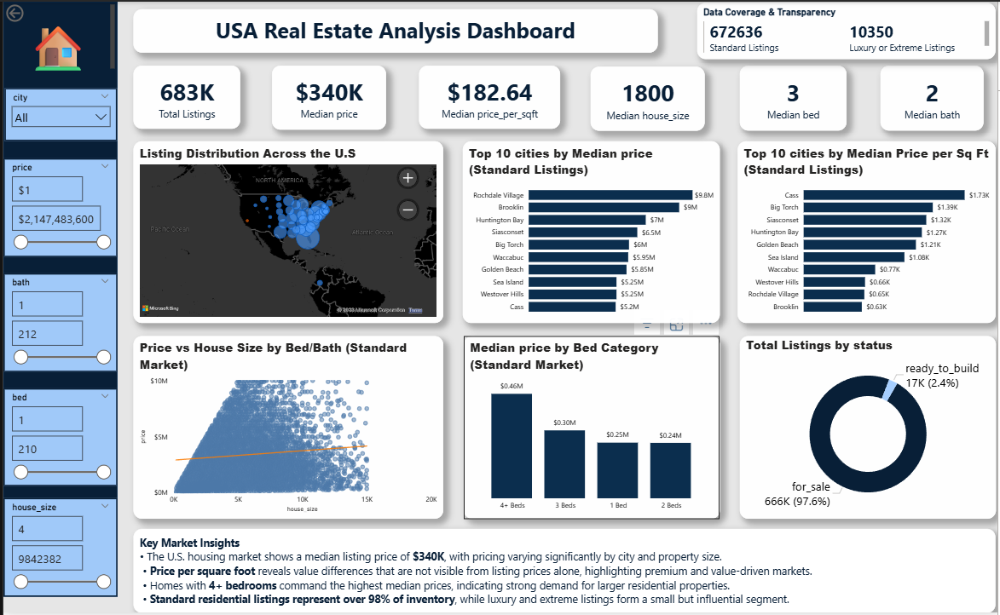 USA Real Estate Analysis Dashboard
Data Coverage & Transparency
672636
Standard Listings
10350
Luxury or Extreme Listings
city
All
price
$1
$2,147,483,600
bath
1
212
bed
1
210
house_size
4
9842382
683K
Total Listings
$340K
Median price
$182.64
Median price_per_sqft
1800
Median house_size
3
Median bed
2
Median bath
Listing Distribution Across the U.S
NORTH AMERICA
Pacific Ocean
Atlantic Ocean
Microsoft Bing
Microsoft Corporation
Terms
Top 10 cities by Median price
(Standard Listings)
Rochdale Village $9.8M
Brooklin $9M
Huntington Bay $7M
Siasconset $6.5M
Big Torch $6M
Waccabuc $5.95M
Golden Beach $5.85M
Sea Island $5.25M
Westover Hills $5.25M
Cass $5.2M
Top 10 cities by Median Price per Sq Ft
(Standard Listings)
Cass $1.73K
Big Torch $1.39K
Siasconset $1.32K
Huntington Bay $1.27K
Golden Beach $1.21K
Sea Island $1.08K
Waccabuc $0.77K
Westover Hills $0.66K
Rochdale Village $0.65K
Brooklin $0.63K
Price vs House Size by Bed/Bath (Standard
Market)
$10M
$5M
$0M
price
0K 5K 10K 15K 20K
house_size
Median price by Bed Category
(Standard Market)
$0.46M
$0.30M
$0.25M
$0.24M
4+ Beds 3 Beds 1 Bed 2 Beds
Total Listings by status
ready_to_build
17K (2.4%)
for_sale
666K (97.6%)
Key Market Insights
• The U.S. housing market shows a median listing price of $340K, with pricing varying significantly by city and property size.
• Price per square foot reveals value differences that are not visible from listing prices alone, highlighting premium and value-driven markets.
• Homes with 4+ bedrooms command the highest median prices, indicating strong demand for larger residential properties.
• Standard residential listings represent over 98% of inventory, while luxury and extreme listings form a small but influential segment.